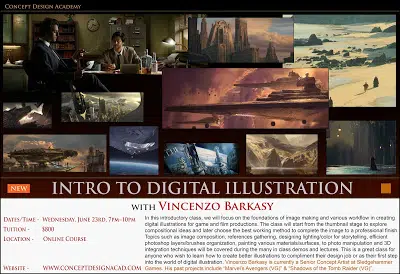 CONCEPT DESIGN ACADEMY
NEW
INTRO TO DIGITAL ILLUSTRATION
WITH VINCENZO BARKASY
DATES/TIME - WEDNESDAY, JUNE 23RD, 7PM-10PM
TUITION - $800
LOCATION - ONLINE COURSE
WEBSITE - WWW.CONCEPTDESIGNACAD.COM
In this introductory class, we will focus on the foundations of image making and various workflow in creating
digital illustrations for game and film productions. The class will start from the thumbnail stage to explore
compositional ideas and later choose the best working method to complete the image to a professional finish.
Topics such as image composition, references gathering, designing light/color for storytelling, efficient
photoshop layers/brushes organization, painting various materials/surfaces, to photo manipulation and 3D
integration techniques will be covered during the many in class demos and lectures. This is a great class for
anyone who wish to learn how to create better illustrations to compliment their design job or as their first step
into the world of digital illustration. Vincenzo Barkasy is currently a Senior Concept Artist at Sledgehammer
Games. His past projects include "Marvel's Avengers (VG)" & "Shadows of the Tomb Raider (VG)".